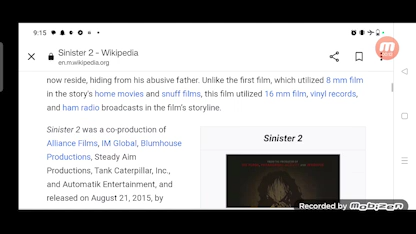 9:15
Sinister 2 - Wikipedia
en.m.wikipedia.org
now reside, hiding from his abusive father. Unlike the first film, which utilized 8 mm film
in the story's home movies and snuff films, this film utilized 16 mm film, vinyl records,
and ham radio broadcasts in the film's storyline.
Sinister 2 was a co-production of
Alliance Films, IM Global, Blumhouse
Productions, Steady Aim
Productions, Tank Caterpillar, Inc.,
and Automatik Entertainment, and
released on August 21, 2015, by
Sinister 2
Recorded by Mobizen